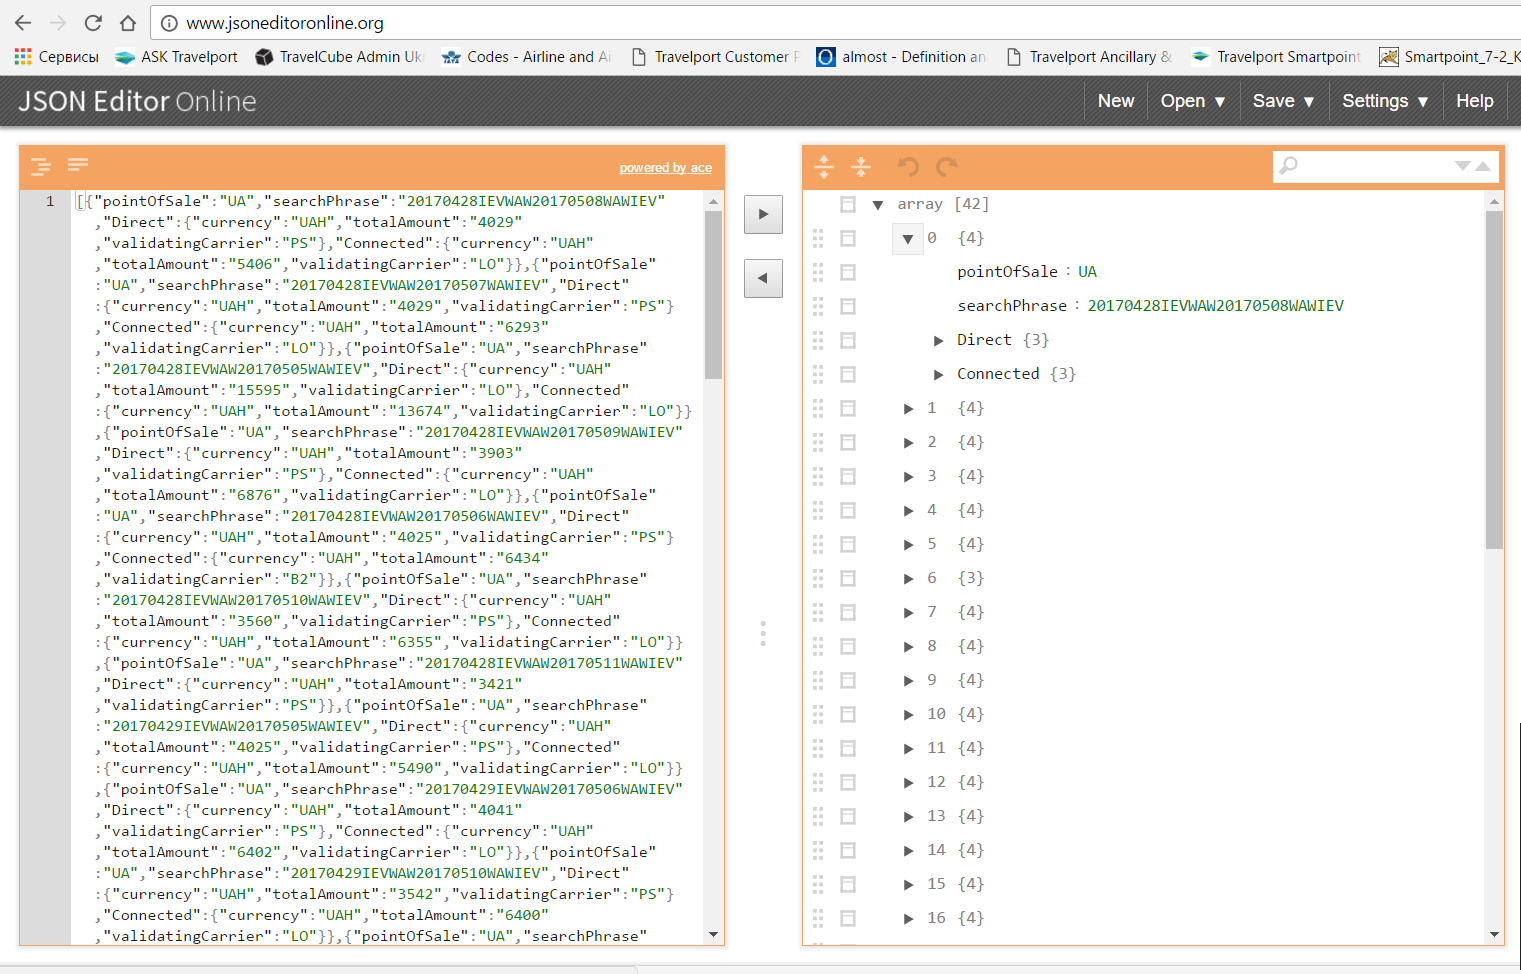 www.jsoneditoronline.org
Сервисы ASK Travelport TravelCube Admin Uk Codes - Airline and Ai Travelport Customer P almost - Definition an Travelport Ancillary & Travelport Smartpoint Smartpoint_7-2_K
JSON Editor Online New Open ▼ Save ▼ Settings ▼ Help
powered by ace
1 [{"pointOfSale":"UA","searchPhrase":"20170428IEVWAW20170508WAWIEV"
,"Direct":{"currency":"UAH","totalAmount":"4029"
,"validatingCarrier":"PS"},"Connected":{"currency":"UAH"
,"totalAmount":"5406","validatingCarrier":"LO"}},{"pointOfSale"
:"UA","searchPhrase":"20170428IEVWAW20170507WAWIEV","Direct"
:{"currency":"UAH","totalAmount":"4029","validatingCarrier":"PS"}
,"Connected":{"currency":"UAH","totalAmount":"6293"
,"validatingCarrier":"LO"}},{"pointOfSale":"UA","searchPhrase"
:"20170428IEVWAW20170505WAWIEV","Direct":{"currency":"UAH"
,"totalAmount":"15595","validatingCarrier":"LO"},"Connected"
:{"currency":"UAH","totalAmount":"13674","validatingCarrier":"LO"}}
,{"pointOfSale":"UA","searchPhrase":"20170428IEVWAW20170509WAWIEV"
,"Direct":{"currency":"UAH","totalAmount":"3903"
,"validatingCarrier":"PS"},"Connected":{"currency":"UAH"
,"totalAmount":"6876","validatingCarrier":"LO"}},{"pointOfSale"
:"UA","searchPhrase":"20170428IEVWAW20170506WAWIEV","Direct"
:{"currency":"UAH","totalAmount":"4025","validatingCarrier":"PS"}
,"Connected":{"currency":"UAH","totalAmount":"6434"
,"validatingCarrier":"B2"}},{"pointOfSale":"UA","searchPhrase"
:"20170428IEVWAW20170510WAWIEV","Direct":{"currency":"UAH"
,"totalAmount":"3560","validatingCarrier":"PS"},"Connected"
:{"currency":"UAH","totalAmount":"6355","validatingCarrier":"LO"}}
,{"pointOfSale":"UA","searchPhrase":"20170428IEVWAW20170511WAWIEV"
,"Direct":{"currency":"UAH","totalAmount":"3421"
,"validatingCarrier":"PS"}},{"pointOfSale":"UA","searchPhrase"
:"20170429IEVWAW20170505WAWIEV","Direct":{"currency":"UAH"
,"totalAmount":"4025","validatingCarrier":"PS"},"Connected"
:{"currency":"UAH","totalAmount":"5490","validatingCarrier":"LO"}}
,{"pointOfSale":"UA","searchPhrase":"20170429IEVWAW20170506WAWIEV"
,"Direct":{"currency":"UAH","totalAmount":"4041"
,"validatingCarrier":"PS"},"Connected":{"currency":"UAH"
,"totalAmount":"6402","validatingCarrier":"LO"}},{"pointOfSale"
:"UA","searchPhrase":"20170429IEVWAW20170510WAWIEV","Direct"
:{"currency":"UAH","totalAmount":"3542","validatingCarrier":"PS"}
,"Connected":{"currency":"UAH","totalAmount":"6400"
,"validatingCarrier":"LO"}},{"pointOfSale":"UA","searchPhrase"
array [42]
0 {4}
pointOfSale : UA
searchPhrase : 20170428IEVWAW20170508WAWIEV
Direct {3}
Connected {3}
1 {4}
2 {4}
3 {4}
4 {4}
5 {4}
6 {3}
7 {4}
8 {4}
9 {4}
10 {4}
11 {4}
12 {4}
13 {4}
14 {4}
15 {4}
16 {4}